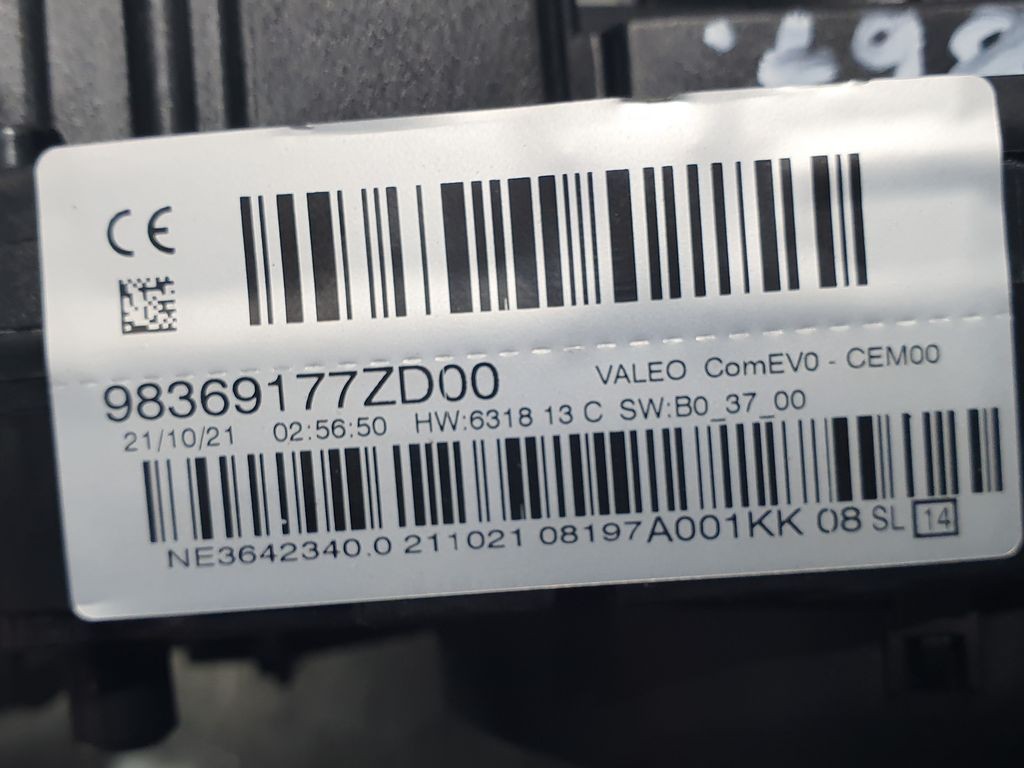 CE
98369177ZD00 VALEO ComEV0 - CEM00
21/10/21 02:56:50 HW:6318 13 C SW:B0_37_00
NE3642340.0 211021 08197A001KK 08 SL 14